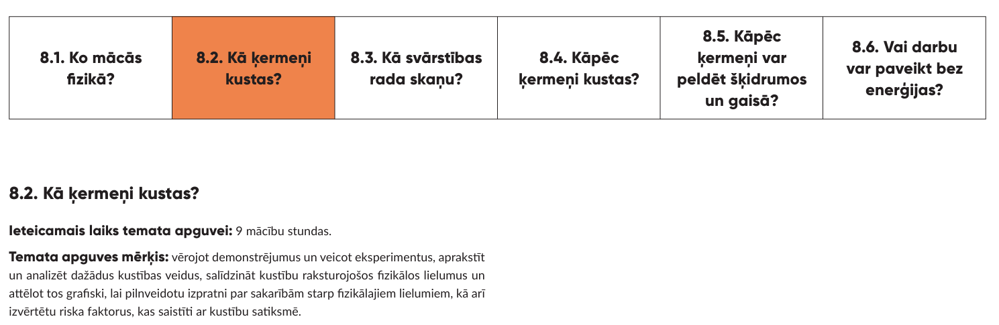 8.1. Ko mācās
fizikā?
8.2. Kā ķermeņi
kustas?
8.3. Kā svārstības
rada skaņu?
8.4. Kāpēc
ķermeņi kustas?
8.5. Kāpēc
ķermeņi var
peldēt šķidrumos
un gaisā?
8.6. Vai darbu
var paveikt bez
enerģijas?
8.2. Kā ķermeņi kustas?
Ieteicamais laiks temata apguvei: 9 mācību stundas.
Temata apguves mērķis: vērojot demonstrējumus un veicot eksperimentus, aprakstīt
un analizēt dažādus kustības veidus, salīdzināt kustību raksturojošos fizikālos lielumus un
attēlot tos grafiski, lai pilnveidotu izpratni par sakarībām starp fizikālajiem lielumiem, kā arī
izvērtētu riska faktorus, kas saistīti ar kustību satiksmē.